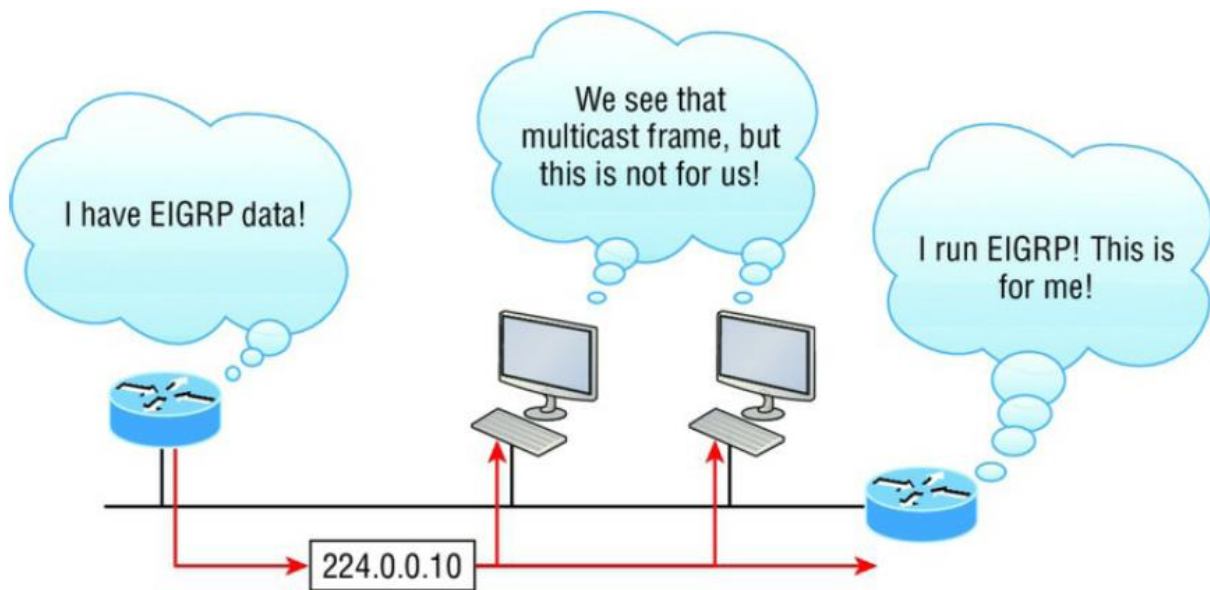 I have EIGRP data!
We see that
multicast frame, but
this is not for us!
I run EIGRP! This is
for me!
224.0.0.10